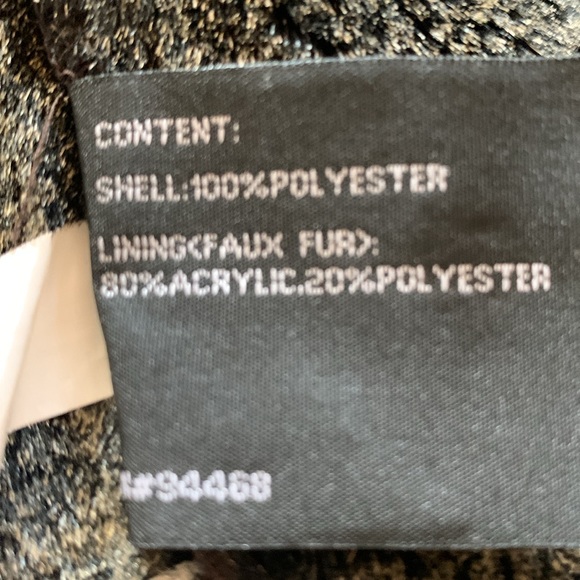 CONTENT:
SHELL:100%POLYESTER
LINING<FAUX FUR>:
80%ACRYLIC.20%POLYESTER
#94468